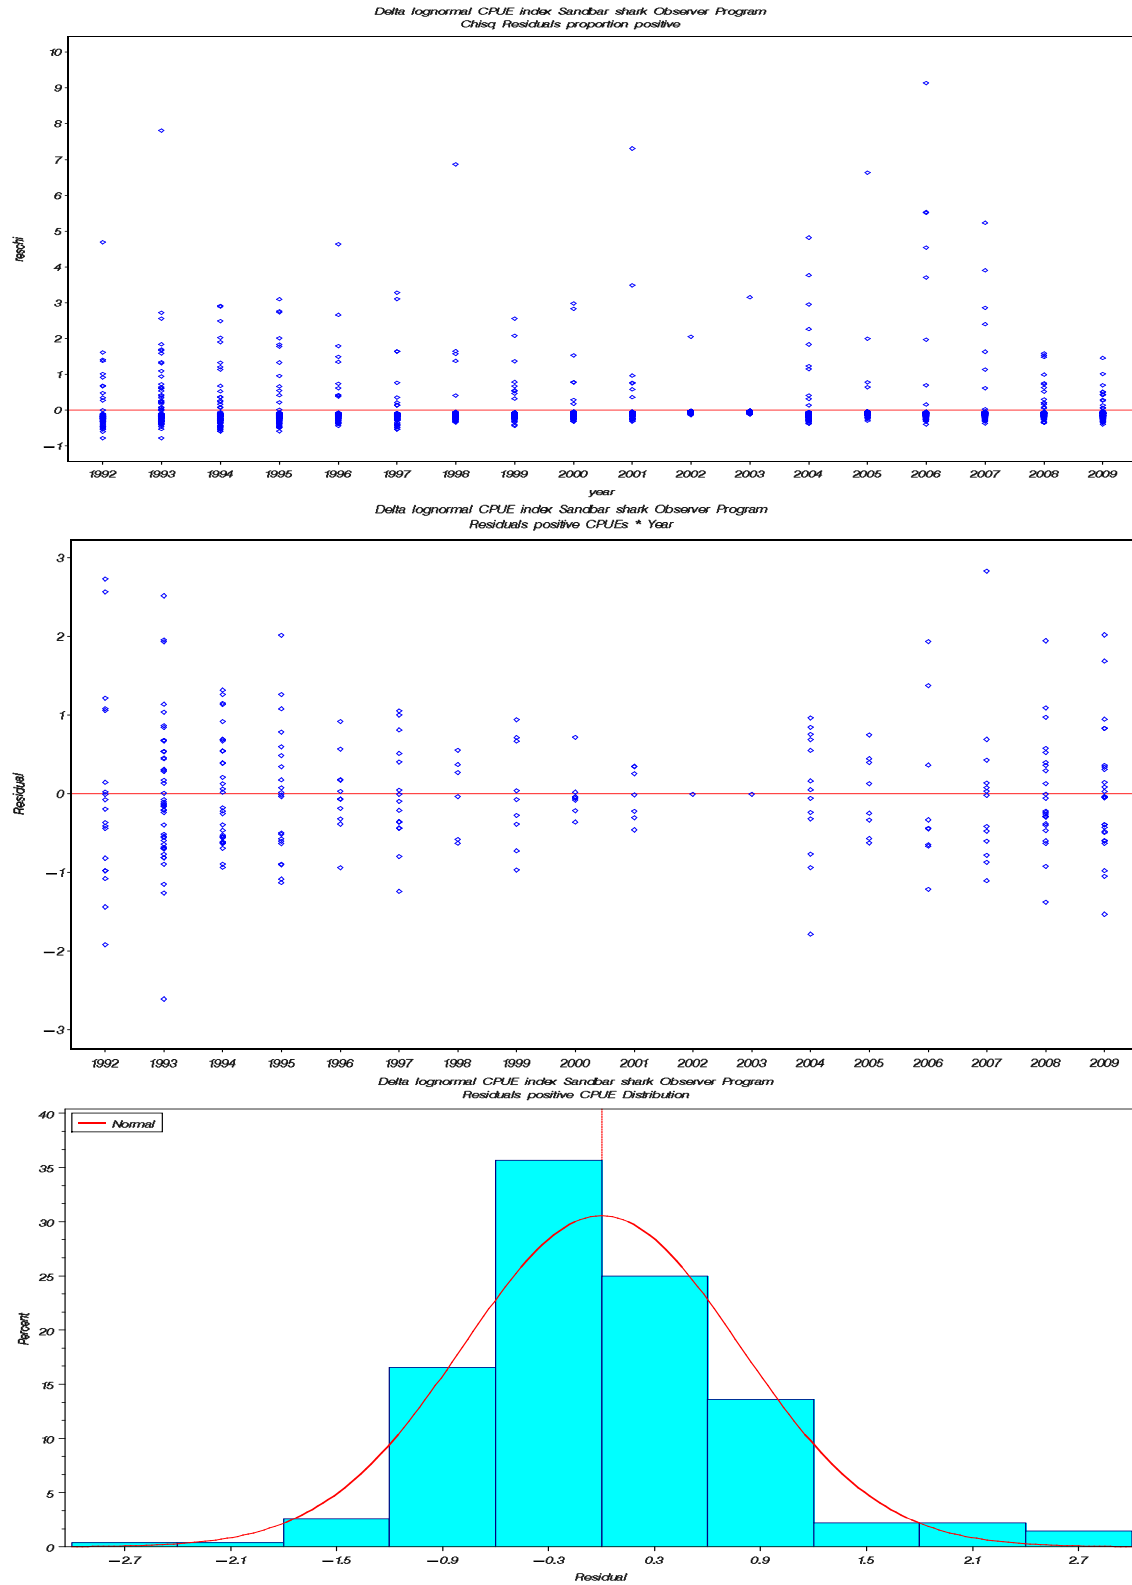 Delta lognormal CPUE index Sandbar shark Observer Program
Chisq Residuals proportion positive
10
9
8
7
6
5
4
3
2
1
0
−1
reschi
1992 1993 1994 1995 1996 1997 1998 1999 2000 2001 2002 2003 2004 2005 2006 2007 2008 2009
year
Delta lognormal CPUE index Sandbar shark Observer Program
Residuals positive CPUEs * Year
3
2
1
0
−1
−2
−3
Residual
1992 1993 1994 1995 1996 1997 1998 1999 2000 2001 2002 2003 2004 2005 2006 2007 2008 2009
Delta lognormal CPUE index Sandbar shark Observer Program
Residuals positive CPUE Distribution
Normal
40
35
30
25
20
15
10
5
0
Percent
−2.7 −2.1 −1.5 −0.9 −0.3 0.3 0.9 1.5 2.1 2.7
Residual